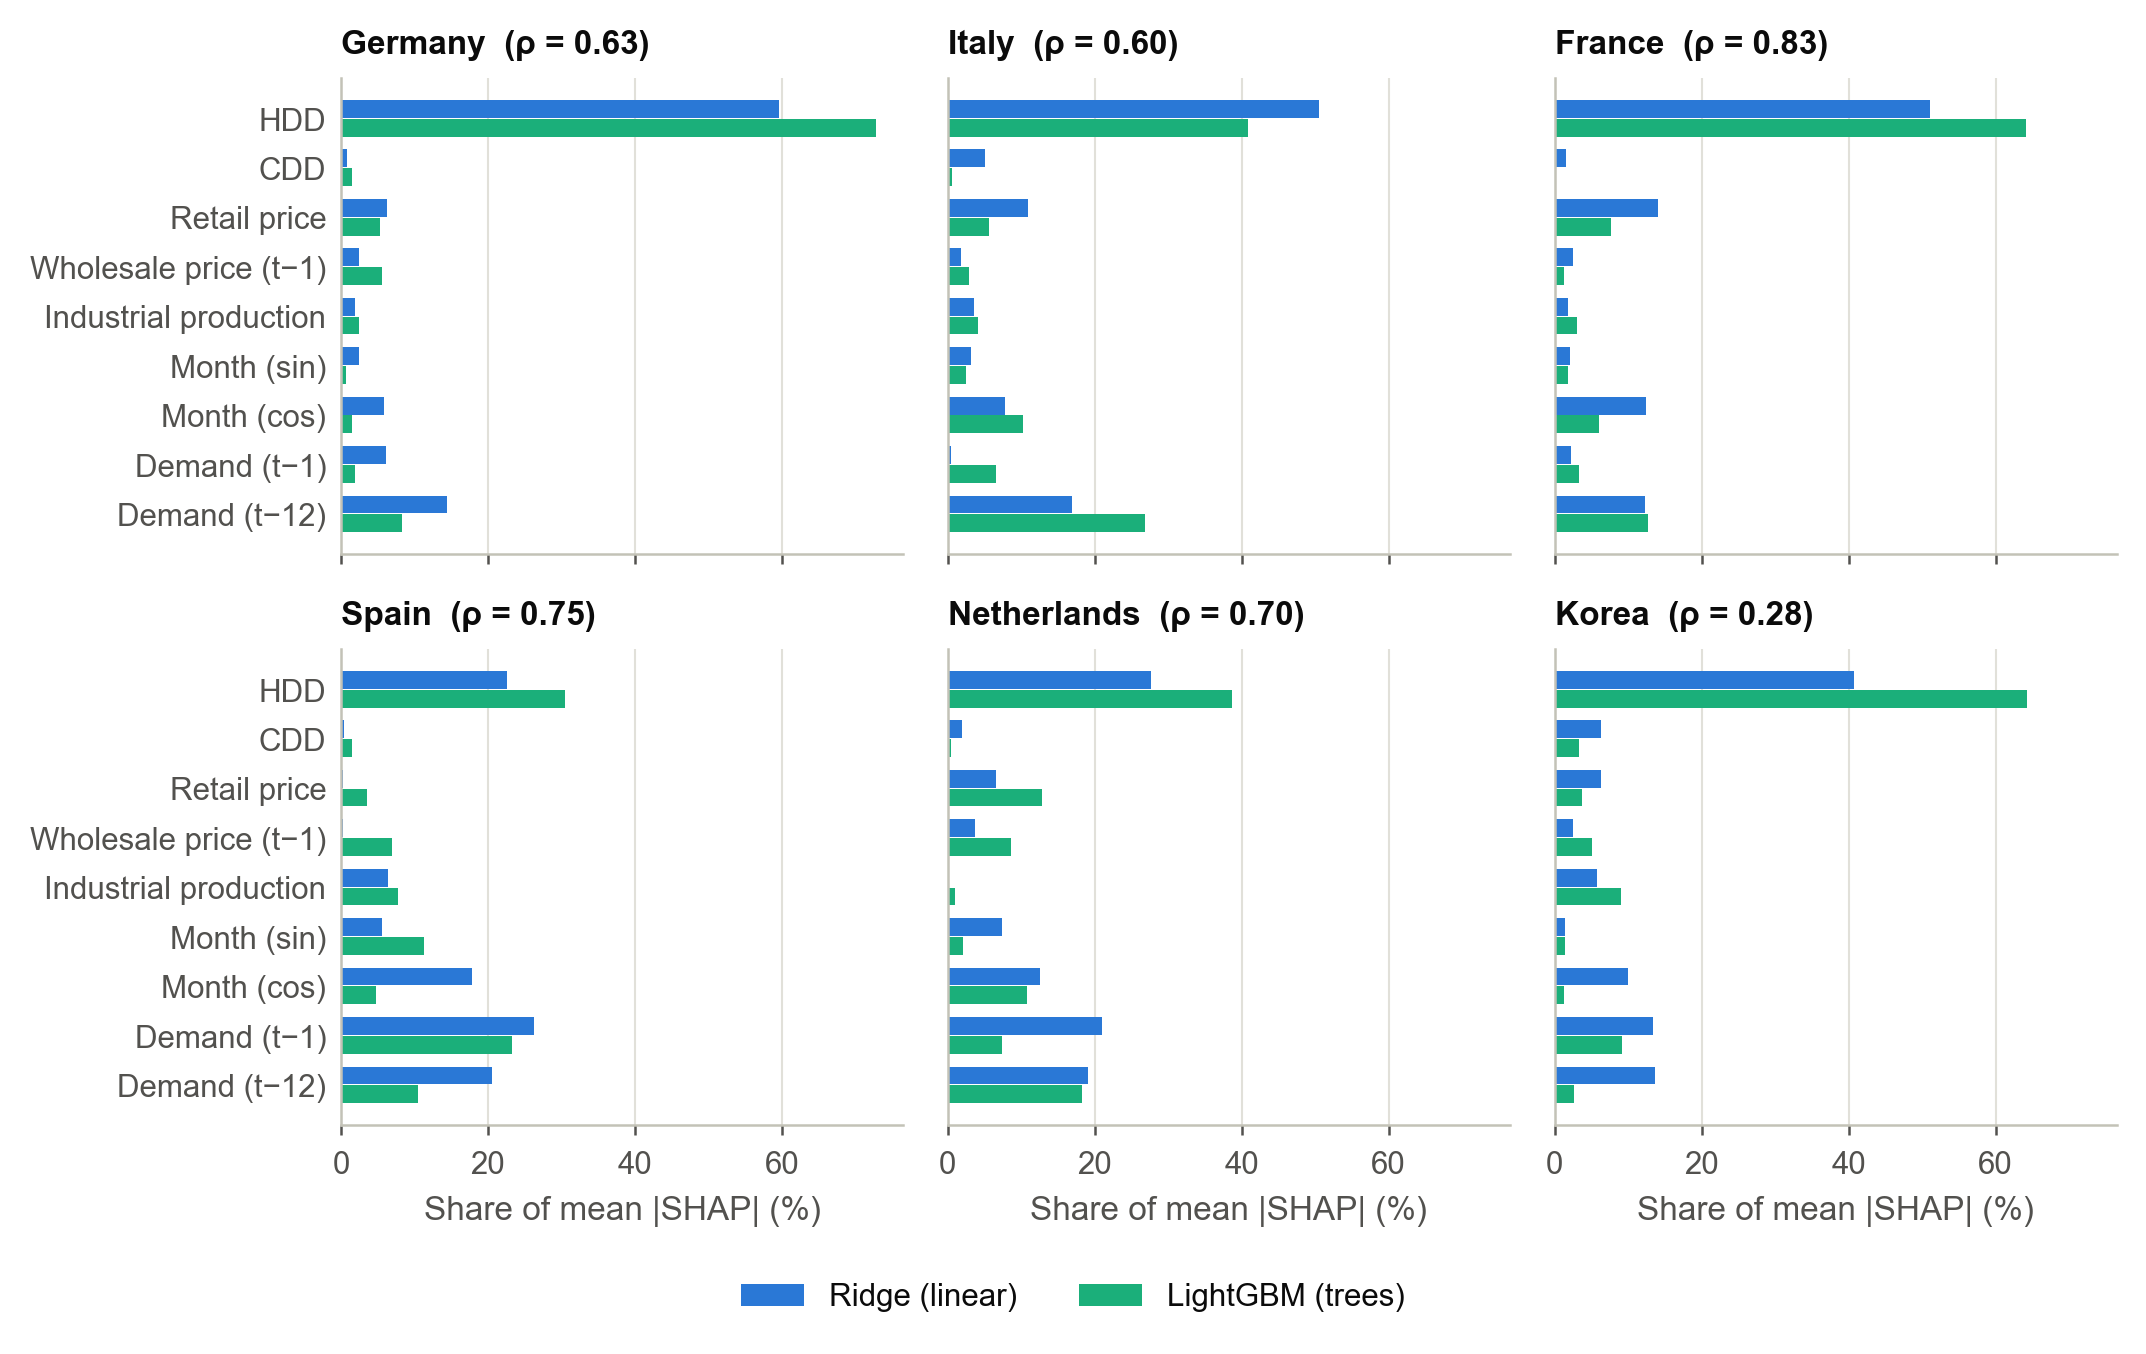 Germany (ρ = 0.63)
Italy (ρ = 0.60)
France (ρ = 0.83)
HDD
CDD
Retail price
Wholesale price (t−1)
Industrial production
Month (sin)
Month (cos)
Demand (t−1)
Demand (t−12)
Spain (ρ = 0.75)
Netherlands (ρ = 0.70)
Korea (ρ = 0.28)
HDD
CDD
Retail price
Wholesale price (t−1)
Industrial production
Month (sin)
Month (cos)
Demand (t−1)
Demand (t−12)
0 20 40 60
0 20 40 60
0 20 40 60
Share of mean |SHAP| (%)
Share of mean |SHAP| (%)
Share of mean |SHAP| (%)
Ridge (linear)
LightGBM (trees)